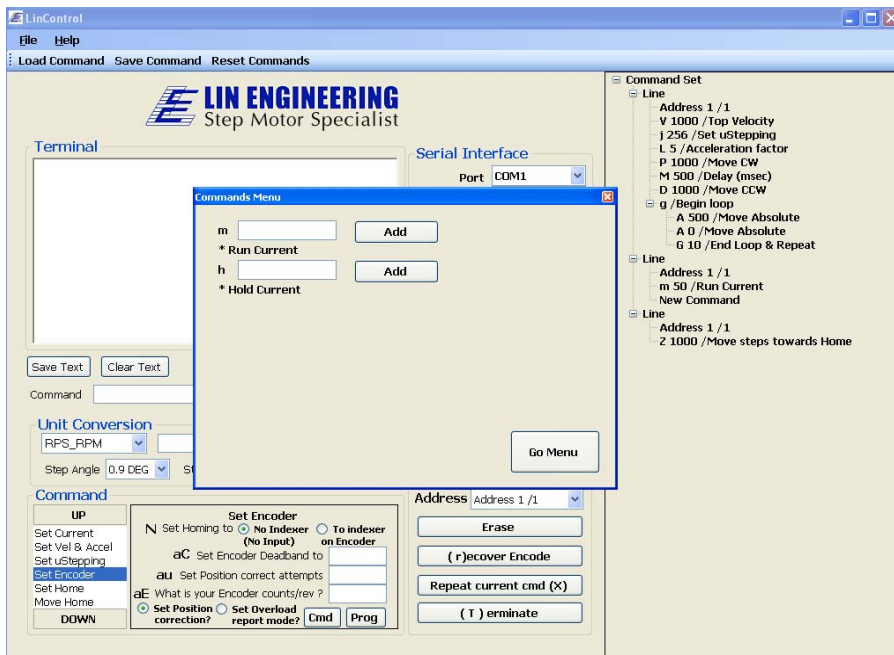 LinControl
File Help
Load Command Save Command Reset Commands
LIN ENGINEERING
Step Motor Specialist
Terminal
Serial Interface
Port COM1
Commands Menu
m Add
* Run Current
h Add
* Hold Current
Go Menu
Save Text Clear Text
Command
Unit Conversion
RPS_RPM
Step Angle 0.9 DEG
Command
UP
Set Current
Set Vel & Accel
Set uStepping
Set Encoder
Set Home
Move Home
DOWN
Set Encoder
N Set Homing to No Indexer To indexer
(No Input) on Encoder
aC Set Encoder Deadband to
au Set Position correct attempts
aE What is your Encoder counts/rev ?
Set Position Set Overload
correction? report mode? Cmd Prog
Address Address 1 /1
Erase
( r)ecover Encode
Repeat current cmd (X)
( T ) erminate
Command Set
Line
Address 1 /1
V 1000 /Top Velocity
j 256 /Set uStepping
L 5 /Acceleration factor
P 1000 /Move CW
M 500 /Delay (msec)
D 1000 /Move CCW
g /Begin loop
A 500 /Move Absolute
A 0 /Move Absolute
G 10 /End Loop & Repeat
Line
Address 1 /1
m 50 /Run Current
New Command
Line
Address 1 /1
Z 1000 /Move steps towards Home